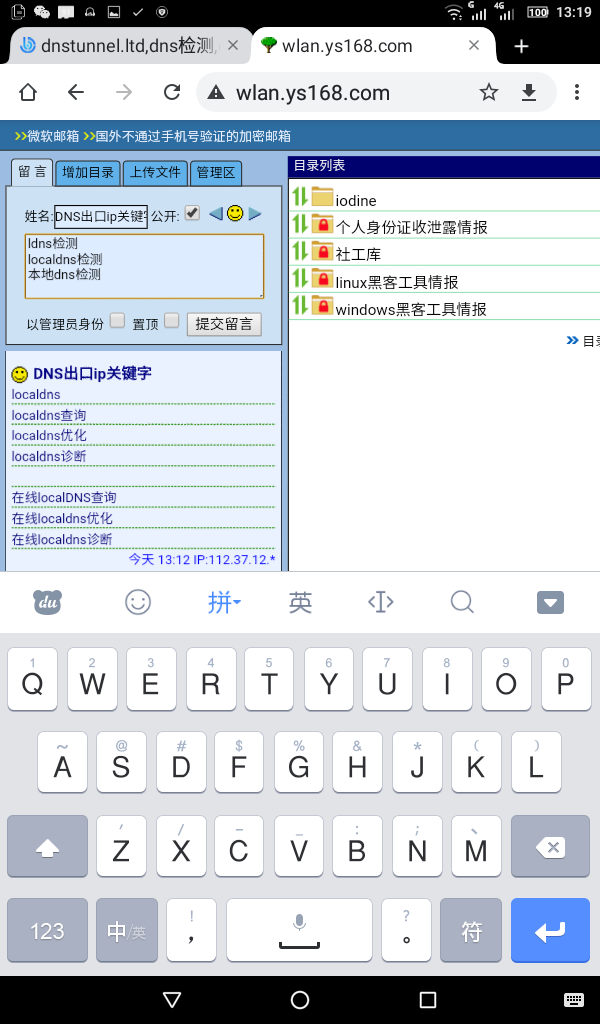 G 4G 100 13:19
dnstunnel.ltd,dns检测, wlan.ys168.com
wlan.ys168.com
>>微软邮箱 >>国外不通过手机号验证的加密邮箱
留 言 增加目录 上传文件 管理区
姓名: DNS出口ip关键字 公开:
ldns检测
localdns检测
本地dns检测
以管理员身份 置顶 提交留言
DNS出口ip关键字
localdns
localdns查询
localdns优化
localdns诊断
在线localDNS查询
在线localdns优化
在线localdns诊断
今天 13:12 IP:112.37.12.*
目录列表
iodine
个人身份证收泄露情报
社工库
linux黑客工具情报
windows黑客工具情报
» 目
du 拼 英
1 2 3 4 5 6 7 8 9 0
Q W E R T Y U I O P
~ @ # $ % & * ( )
A S D F G H J K L
′ / – _ : ; 、
Z X C V B N M
! ?
123 中/英 , 。 符